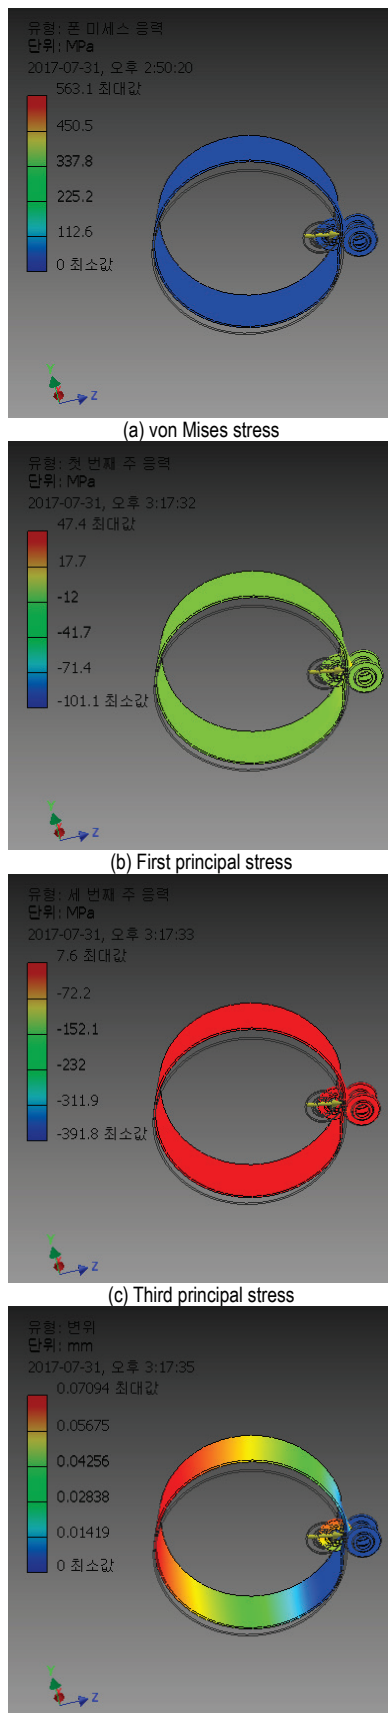 유형: 폰 미세스 응력
단위: MPa
2017-07-31, 오후 2:50:20
563.1 최대값
450.5
337.8
225.2
112.6
0 최소값
Y
Z
(a) von Mises stress
유형: 첫 번째 주 응력
단위: MPa
2017-07-31, 오후 3:17:32
47.4 최대값
17.7
-12
-41.7
-71.4
-101.1 최소값
Y
Z
(b) First principal stress
유형: 세 번째 주 응력
단위: MPa
2017-07-31, 오후 3:17:33
7.6 최대값
-72.2
-152.1
-232
-311.9
-391.8 최소값
Y
Z
(c) Third principal stress
유형: 변위
단위: mm
2017-07-31, 오후 3:17:35
0.07094 최대값
0.05675
0.04256
0.02838
0.01419
0 최소값
Y
Z